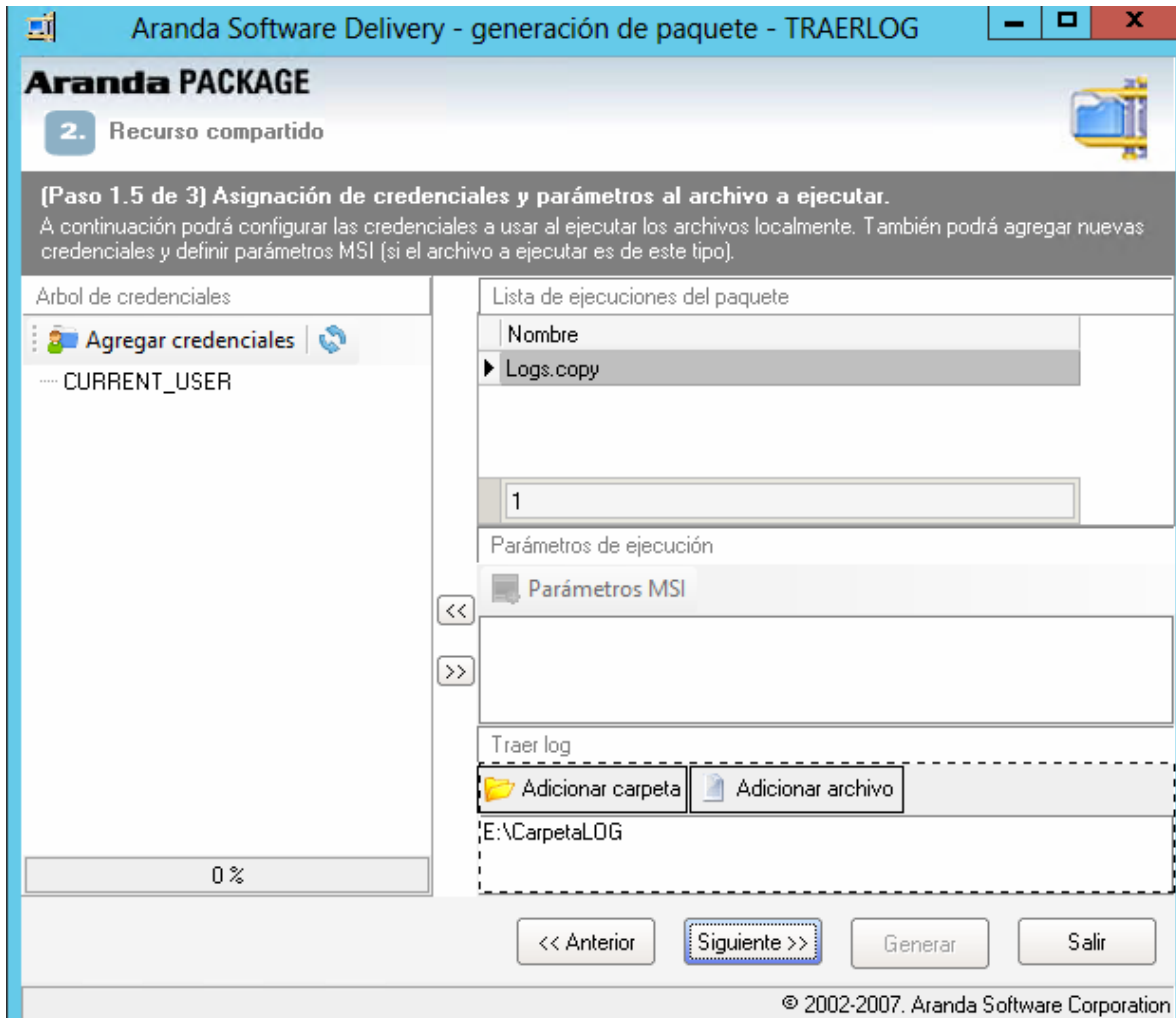 Aranda Software Delivery - generación de paquete - TRAERLOG
Aranda PACKAGE
2. Recurso compartido
(Paso 1.5 de 3) Asignación de credenciales y parámetros al archivo a ejecutar.
A continuación podrá configurar las credenciales a usar al ejecutar los archivos localmente. También podrá agregar nuevas
credenciales y definir parámetros MSI (si el archivo a ejecutar es de este tipo).
Arbol de credenciales
Agregar credenciales
CURRENT_USER
0 %
Lista de ejecuciones del paquete
Nombre
Logs.copy
1
Parámetros de ejecución
Parámetros MSI
<<
>>
Traer log
Adicionar carpeta Adicionar archivo
E:\CarpetaLOG
<< Anterior Siguiente >> Generar Salir
© 2002-2007. Aranda Software Corporation